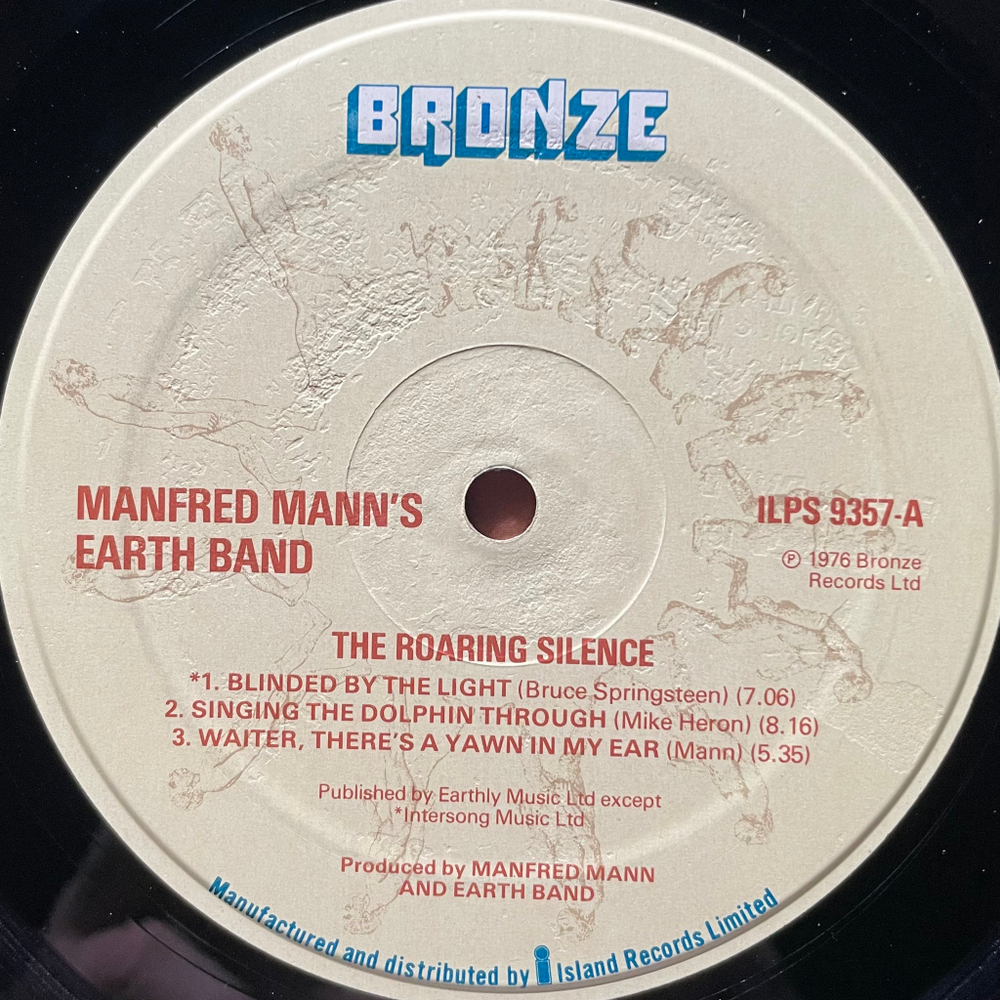 BRONZE
MANFRED MANN'S
EARTH BAND
ILPS 9357-A
℗ 1976 Bronze
Records Ltd
THE ROARING SILENCE
*1. BLINDED BY THE LIGHT (Bruce Springsteen) (7.06)
2. SINGING THE DOLPHIN THROUGH (Mike Heron) (8.16)
3. WAITER, THERE'S A YAWN IN MY EAR (Mann) (5.35)
Published by Earthly Music Ltd except
*Intersong Music Ltd
Produced by MANFRED MANN
AND EARTH BAND
Manufactured and distributed by i Island Records Limited